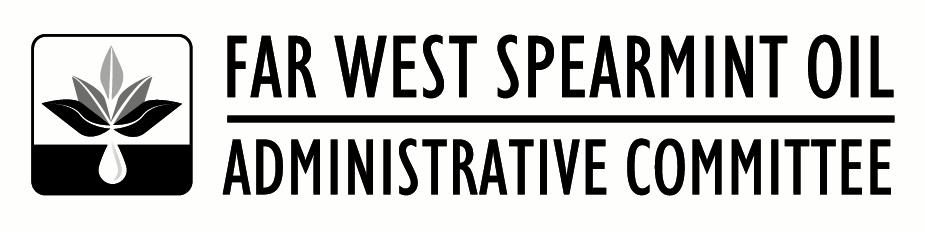 FAR WEST SPEARMINT OIL
ADMINISTRATIVE COMMITTEE